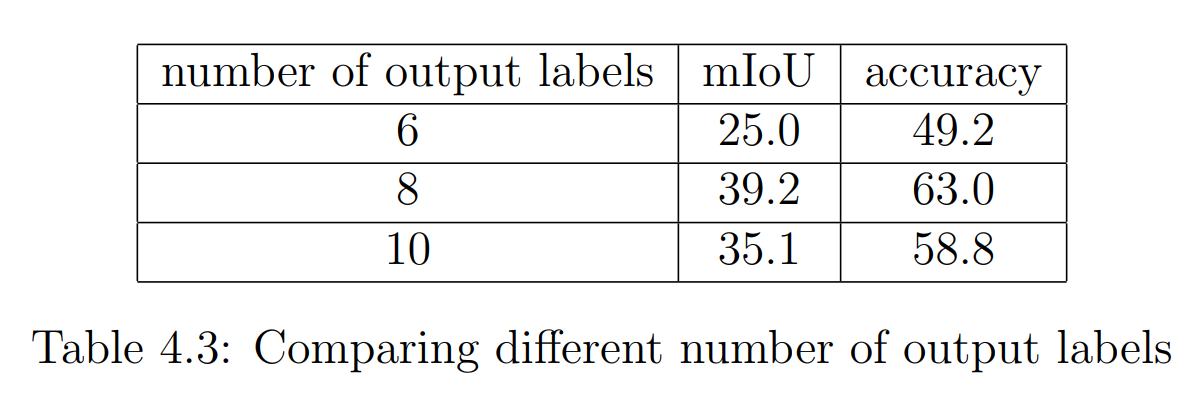 number of output labels mIoU accuracy
6 25.0 49.2
8 39.2 63.0
10 35.1 58.8
Table 4.3: Comparing different number of output labels